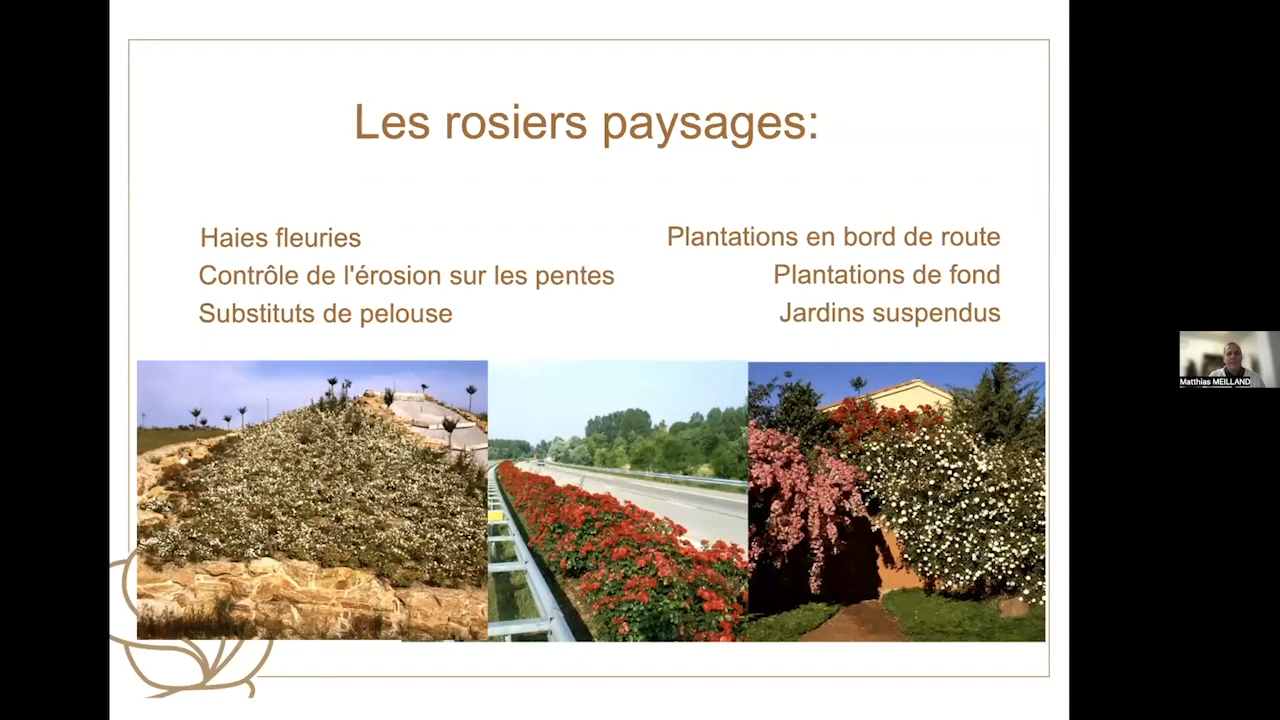 Les rosiers paysages:
Haies fleuries
Contrôle de l'érosion sur les pentes
Substituts de pelouse
Plantations en bord de route
Plantations de fond
Jardins suspendus
Matthias MEILLAND